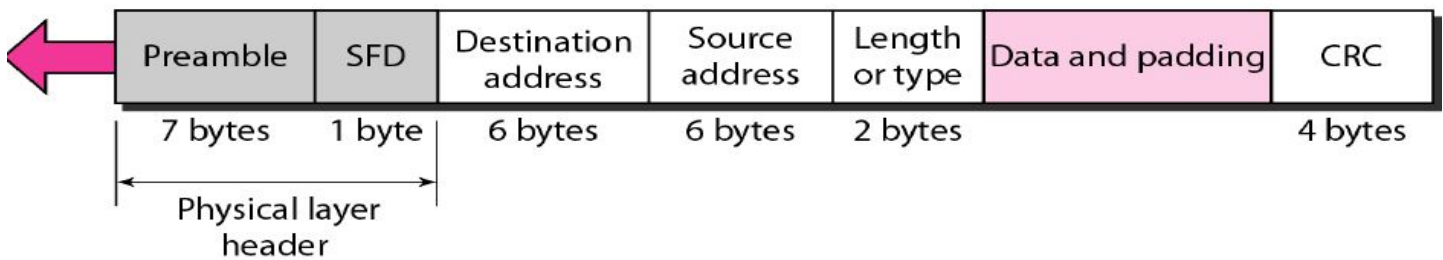 Preamble
SFD
Destination
address
Source
address
Length
or type
Data and padding
CRC
7 bytes
1 byte
6 bytes
6 bytes
2 bytes
4 bytes
Physical layer
header